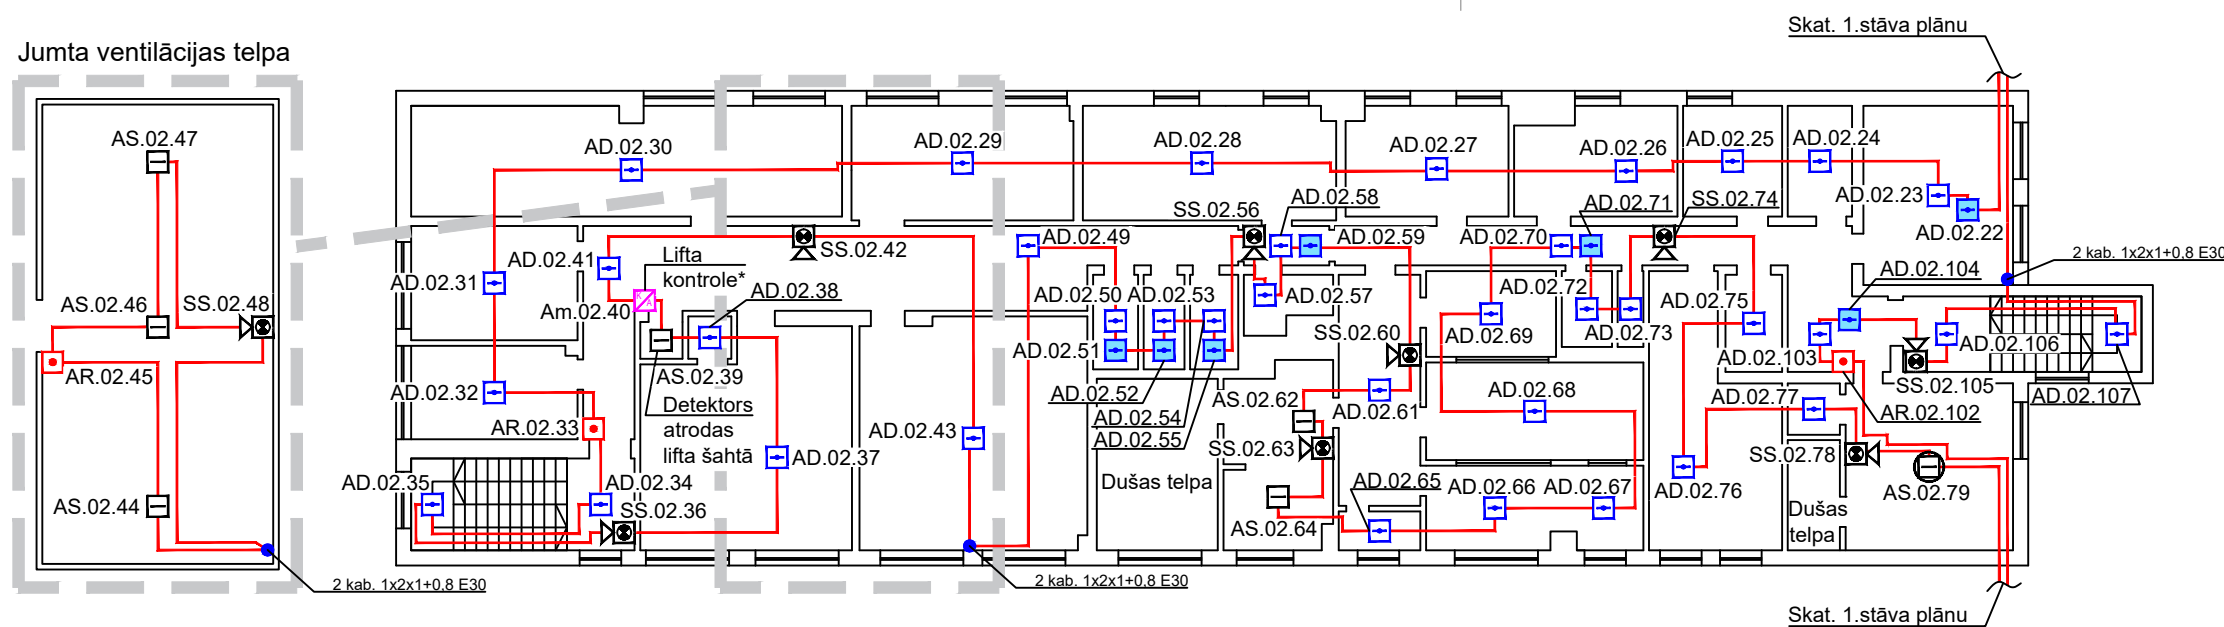 Skat. 1.stāva plānu
Jumta ventilācijas telpa
AS.02.47
AD.02.30
AD.02.29
AD.02.28
AD.02.27
AD.02.26
AD.02.25
AD.02.24
AD.02.23
AD.02.22
AD.02.58
AD.02.71
SS.02.74
SS.02.56
SS.02.42
AD.02.49
AD.02.59
AD.02.70
2 kab. 1x2x1+0,8 E30
AD.02.41
Lifta
kontrole*
AD.02.31
AD.02.38
AD.02.104
AS.02.46
SS.02.48
Am.02.40
AD.02.50
AD.02.53
AD.02.57
AD.02.72
AD.02.75
SS.02.60
AD.02.69
AD.02.73
AD.02.51
AD.02.103
AD.02.106
AR.02.45
AS.02.39
AD.02.32
AD.02.52
AD.02.68
SS.02.105
AD.02.107
Detektors
atrodas
lifta šahtā
AD.02.54
AD.02.55
AS.02.62
AD.02.61
AD.02.77
AR.02.102
AR.02.33
AD.02.43
SS.02.63
SS.02.78
AD.02.37
AD.02.35
AD.02.34
Dušas telpa
AD.02.65
AD.02.66
AD.02.67
AD.02.76
AS.02.79
AS.02.44
SS.02.36
AS.02.64
Dušas
telpa
2 kab. 1x2x1+0,8 E30
2 kab. 1x2x1+0,8 E30
Skat. 1.stāva plānu